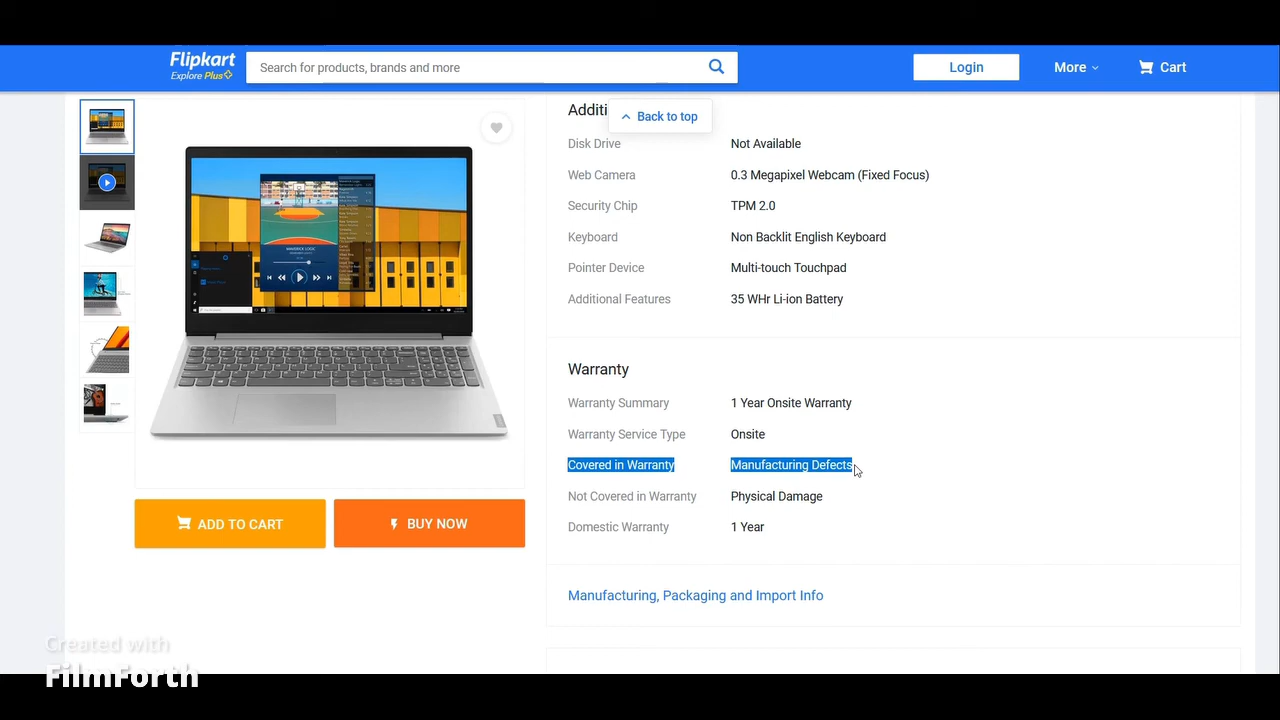 Flipkart
Explore Plus
Search for products, brands and more
Login
More
Cart
Additi
Back to top
Disk Drive Not Available
Web Camera 0.3 Megapixel Webcam (Fixed Focus)
Security Chip TPM 2.0
Keyboard Non Backlit English Keyboard
Pointer Device Multi-touch Touchpad
Additional Features 35 WHr Li-ion Battery
Warranty
Warranty Summary 1 Year Onsite Warranty
Warranty Service Type Onsite
Covered in Warranty Manufacturing Defects
Not Covered in Warranty Physical Damage
Domestic Warranty 1 Year
ADD TO CART
BUY NOW
Manufacturing, Packaging and Import Info
Created with
FilmForth